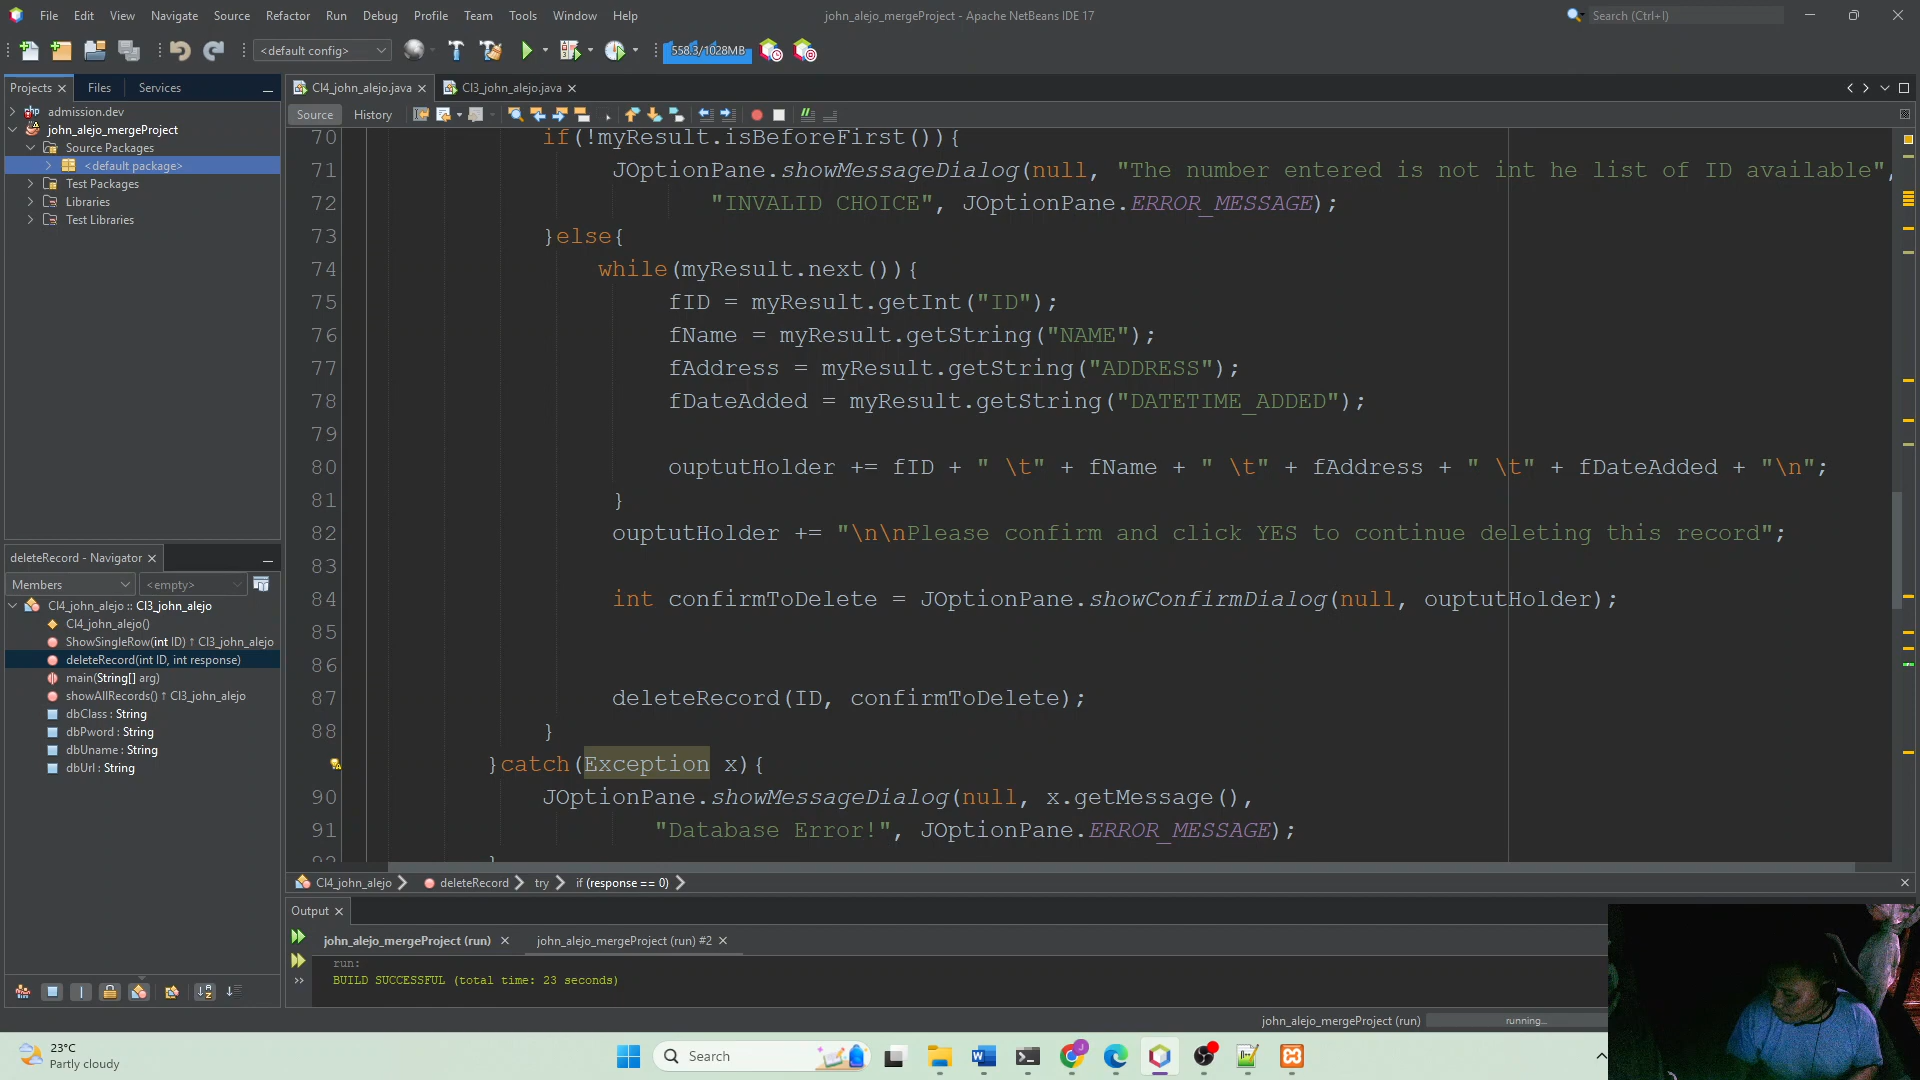 File Edit View Navigate Source Refactor Run Debug Profile Team Tools Window Help
john_alejo_mergeProject - Apache NetBeans IDE 17
Search (Ctrl+I)
<default config>
558.3/1028MB
Projects Files Services
admission.dev
john_alejo_mergeProject
Source Packages
<default package>
Test Packages
Libraries
Test Libraries
CI4_john_alejo.java CI3_john_alejo.java
Source History
70 if(!myResult.isBeforeFirst()){
71 JOptionPane.showMessageDialog(null, "The number entered is not int he list of ID available",
72 "INVALID CHOICE", JOptionPane.ERROR_MESSAGE);
73 }else{
74 while(myResult.next()){
75 fID = myResult.getInt("ID");
76 fName = myResult.getString("NAME");
77 fAddress = myResult.getString("ADDRESS");
78 fDateAdded = myResult.getString("DATETIME_ADDED");
79
80 ouptutHolder += fID + " \t" + fName + " \t" + fAddress + " \t" + fDateAdded + "\n";
81 }
82 ouptutHolder += "\n\nPlease confirm and click YES to continue deleting this record";
83
84 int confirmToDelete = JOptionPane.showConfirmDialog(null, ouptutHolder);
85
86
87 deleteRecord(ID, confirmToDelete);
88 }
}catch(Exception x){
90 JOptionPane.showMessageDialog(null, x.getMessage(),
91 "Database Error!", JOptionPane.ERROR_MESSAGE);
92 }
deleteRecord - Navigator
Members <empty>
CI4_john_alejo :: CI3_john_alejo
CI4_john_alejo()
ShowSingleRow(int ID) ↑ CI3_john_alejo
deleteRecord(int ID, int response)
main(String[] arg)
showAllRecords() ↑ CI3_john_alejo
dbClass : String
dbPword : String
dbUname : String
dbUrl : String
CI4_john_alejo deleteRecord try if (response == 0)
Output
john_alejo_mergeProject (run) john_alejo_mergeProject (run) #2
run:
BUILD SUCCESSFUL (total time: 23 seconds)
john_alejo_mergeProject (run) running...
23°C
Partly cloudy
Search